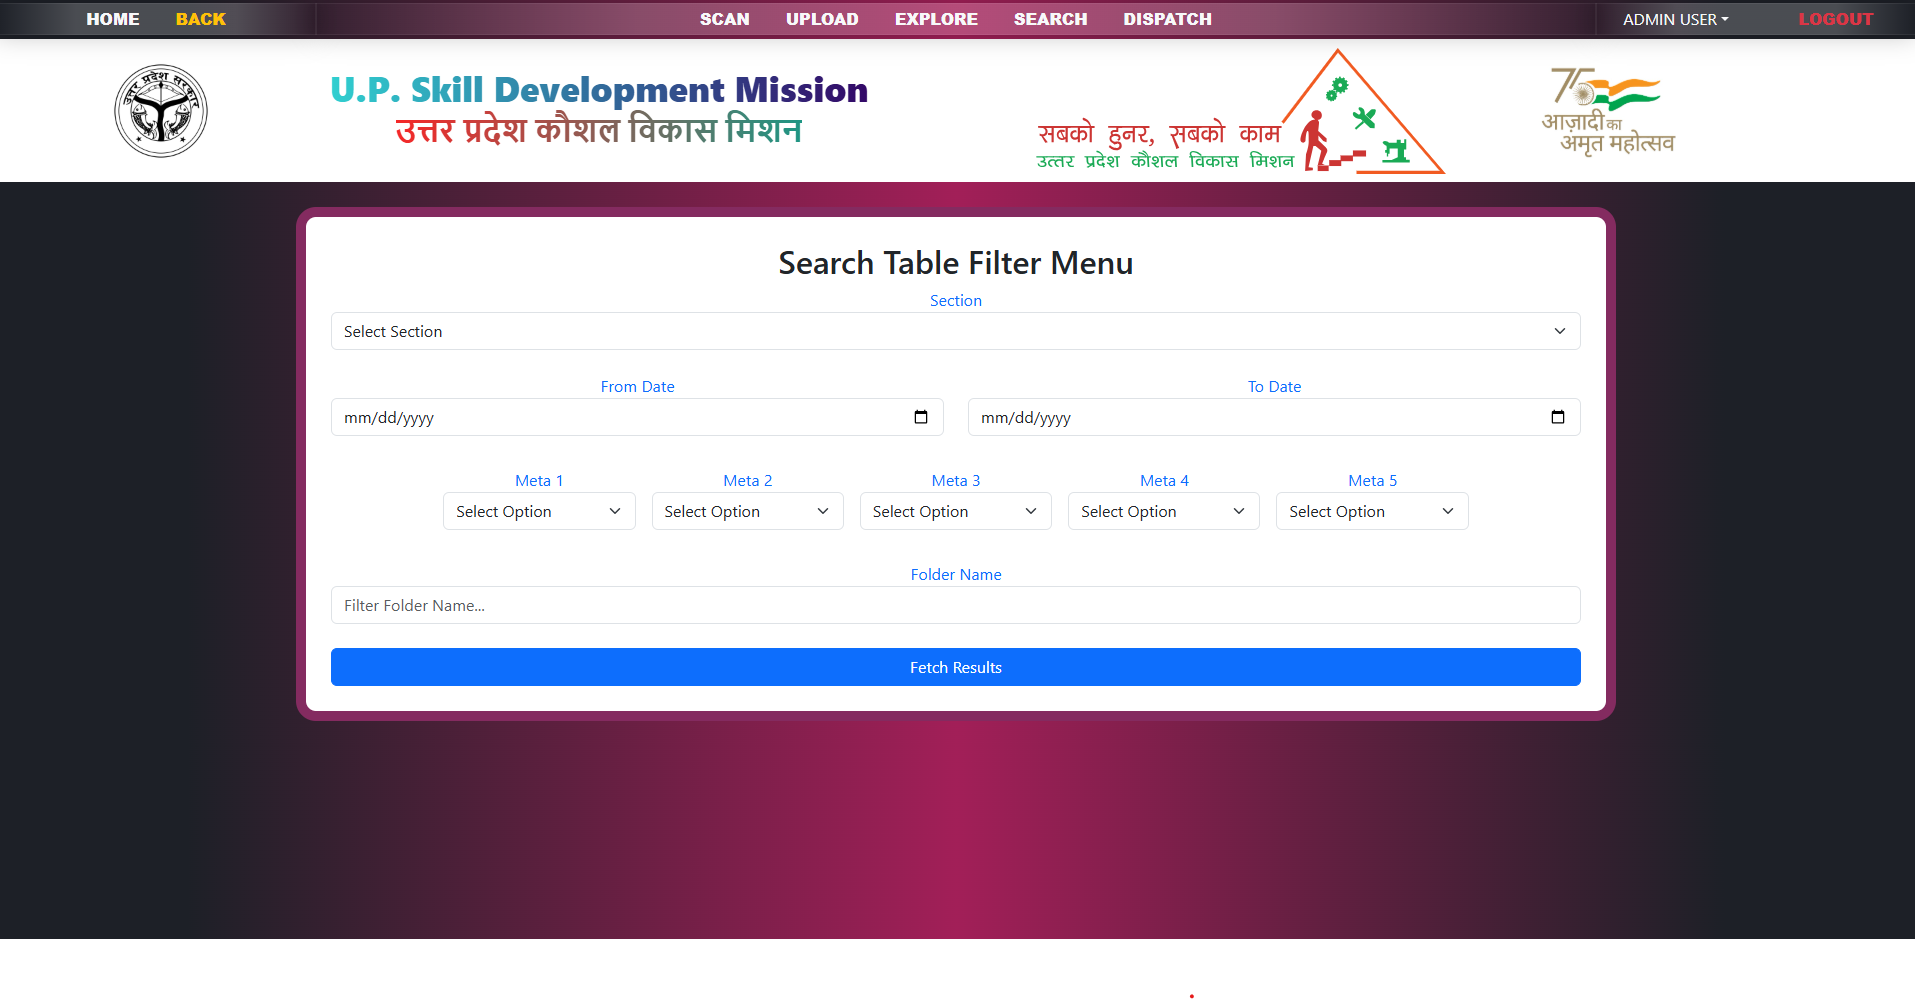 HOME BACK SCAN UPLOAD EXPLORE SEARCH DISPATCH ADMIN USER LOGOUT
उत्तर प्रदेश सरकार
U.P. Skill Development Mission
उत्तर प्रदेश कौशल विकास मिशन
सबको हुनर, सबको काम
उत्तर प्रदेश कौशल विकास मिशन
75
आज़ादी का
अमृत महोत्सव
Search Table Filter Menu
Section
Select Section
From Date To Date
mm/dd/yyyy mm/dd/yyyy
Meta 1 Meta 2 Meta 3 Meta 4 Meta 5
Select Option Select Option Select Option Select Option Select Option
Folder Name
Filter Folder Name...
Fetch Results